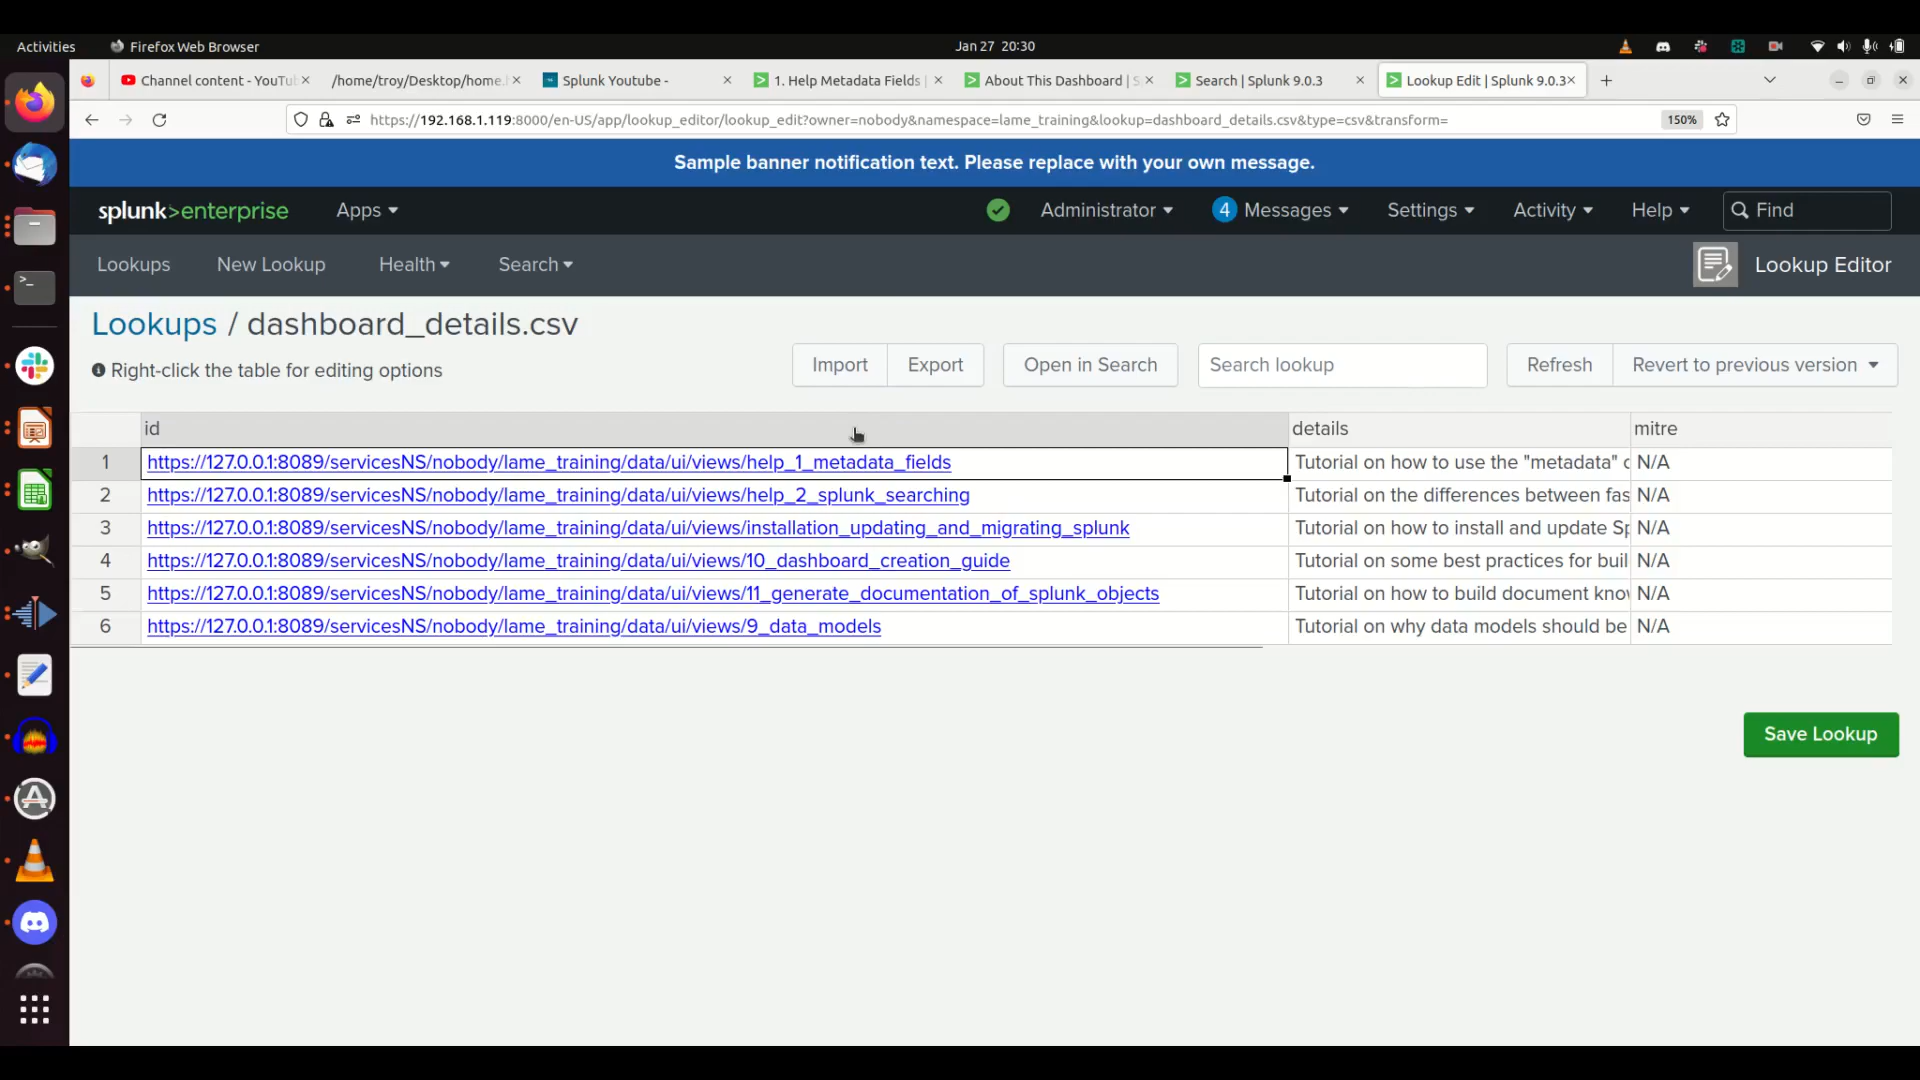 Activities
Firefox Web Browser
Jan 27 20:30
Channel content - YouTu
/home/troy/Desktop/home.
Splunk Youtube -
1. Help Metadata Fields |
About This Dashboard | S
Search | Splunk 9.0.3
Lookup Edit | Splunk 9.0.3
https://192.168.1.119:8000/en-US/app/lookup_editor/lookup_edit?owner=nobody&namespace=lame_training&lookup=dashboard_details.csv&type=csv&transform=
150%
Sample banner notification text. Please replace with your own message.
splunk>enterprise
Apps
Administrator
4 Messages
Settings
Activity
Help
Find
Lookups
New Lookup
Health
Search
Lookup Editor
Lookups / dashboard_details.csv
Right-click the table for editing options
Import
Export
Open in Search
Search lookup
Refresh
Revert to previous version
id details mitre
1 https://127.0.0.1:8089/servicesNS/nobody/lame_training/data/ui/views/help_1_metadata_fields Tutorial on how to use the "metadata" c N/A
2 https://127.0.0.1:8089/servicesNS/nobody/lame_training/data/ui/views/help_2_splunk_searching Tutorial on the differences between fas N/A
3 https://127.0.0.1:8089/servicesNS/nobody/lame_training/data/ui/views/installation_updating_and_migrating_splunk Tutorial on how to install and update Sp N/A
4 https://127.0.0.1:8089/servicesNS/nobody/lame_training/data/ui/views/10_dashboard_creation_guide Tutorial on some best practices for buil N/A
5 https://127.0.0.1:8089/servicesNS/nobody/lame_training/data/ui/views/11_generate_documentation_of_splunk_objects Tutorial on how to build document kno N/A
6 https://127.0.0.1:8089/servicesNS/nobody/lame_training/data/ui/views/9_data_models Tutorial on why data models should be N/A
Save Lookup